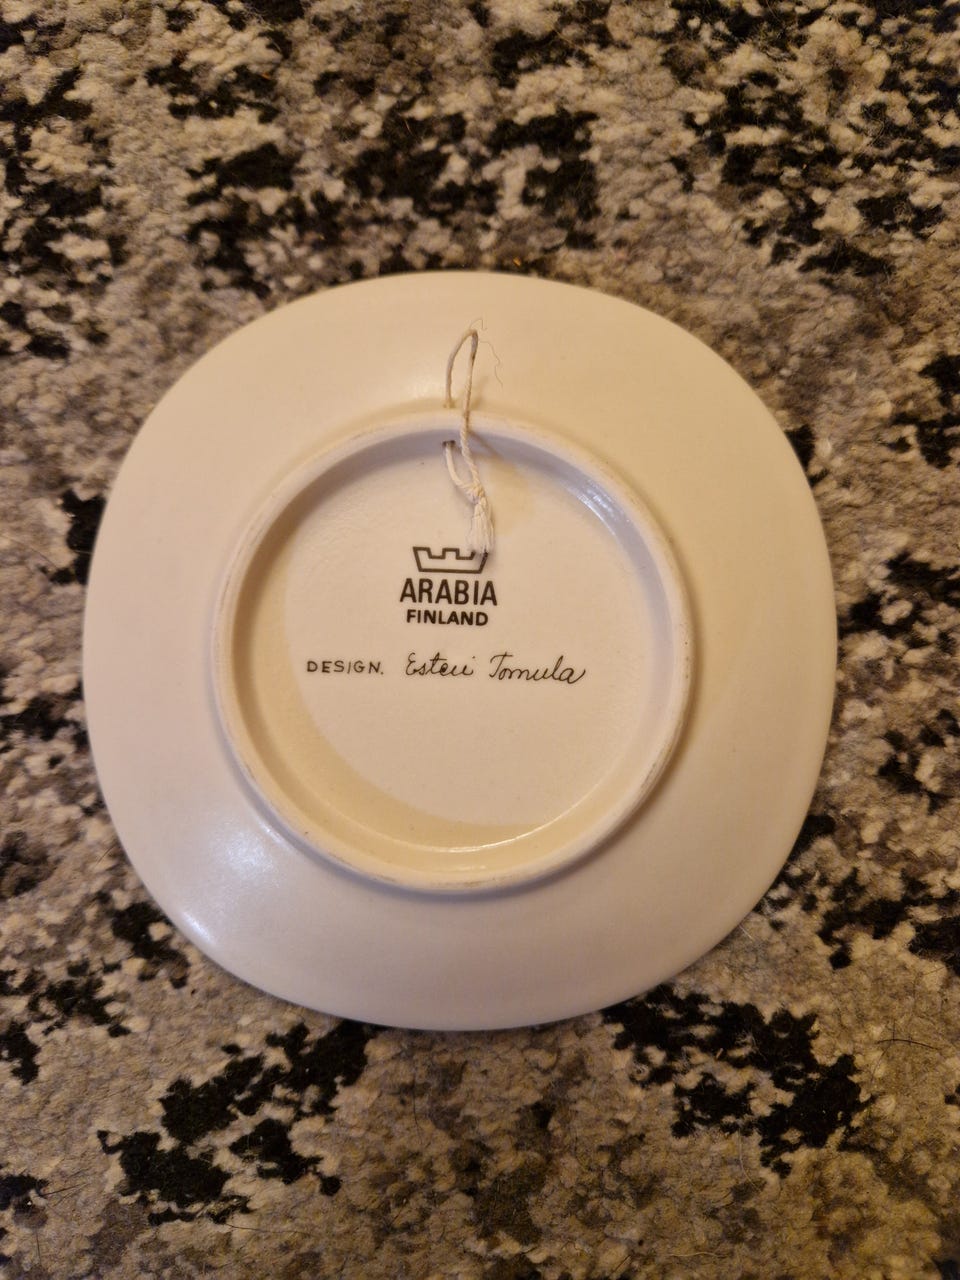 ARABIA
FINLAND
DESIGN. Esteri Tomula